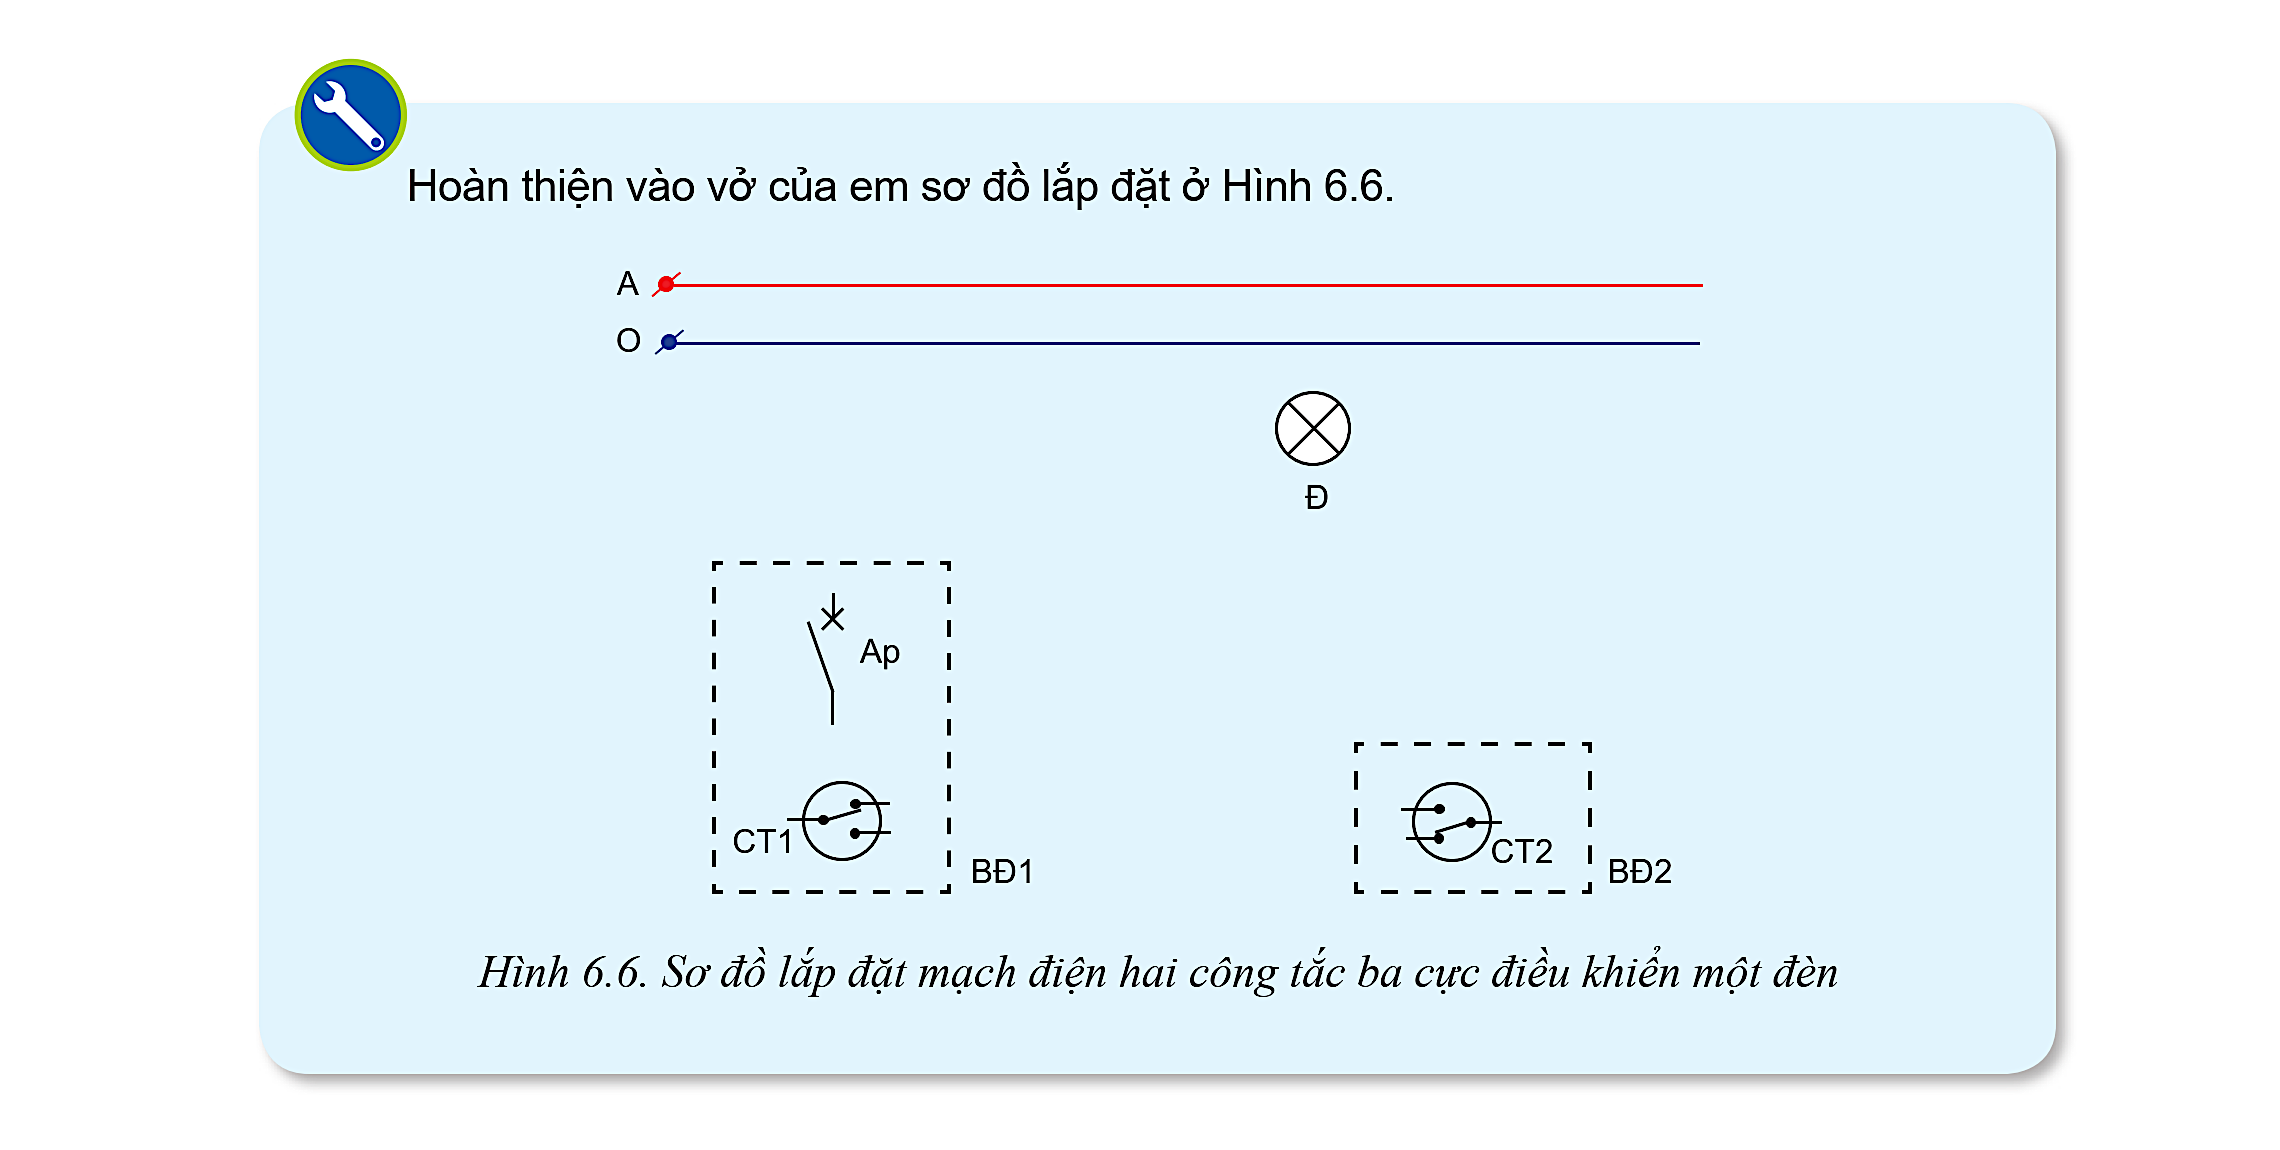 Hoàn thiện vào vở của em sơ đồ lắp đặt ở Hình 6.6.
A
O
Đ
Ap
CT1
BĐ1
CT2
BĐ2
Hình 6.6. Sơ đồ lắp đặt mạch điện hai công tắc ba cực điều khiển một đèn